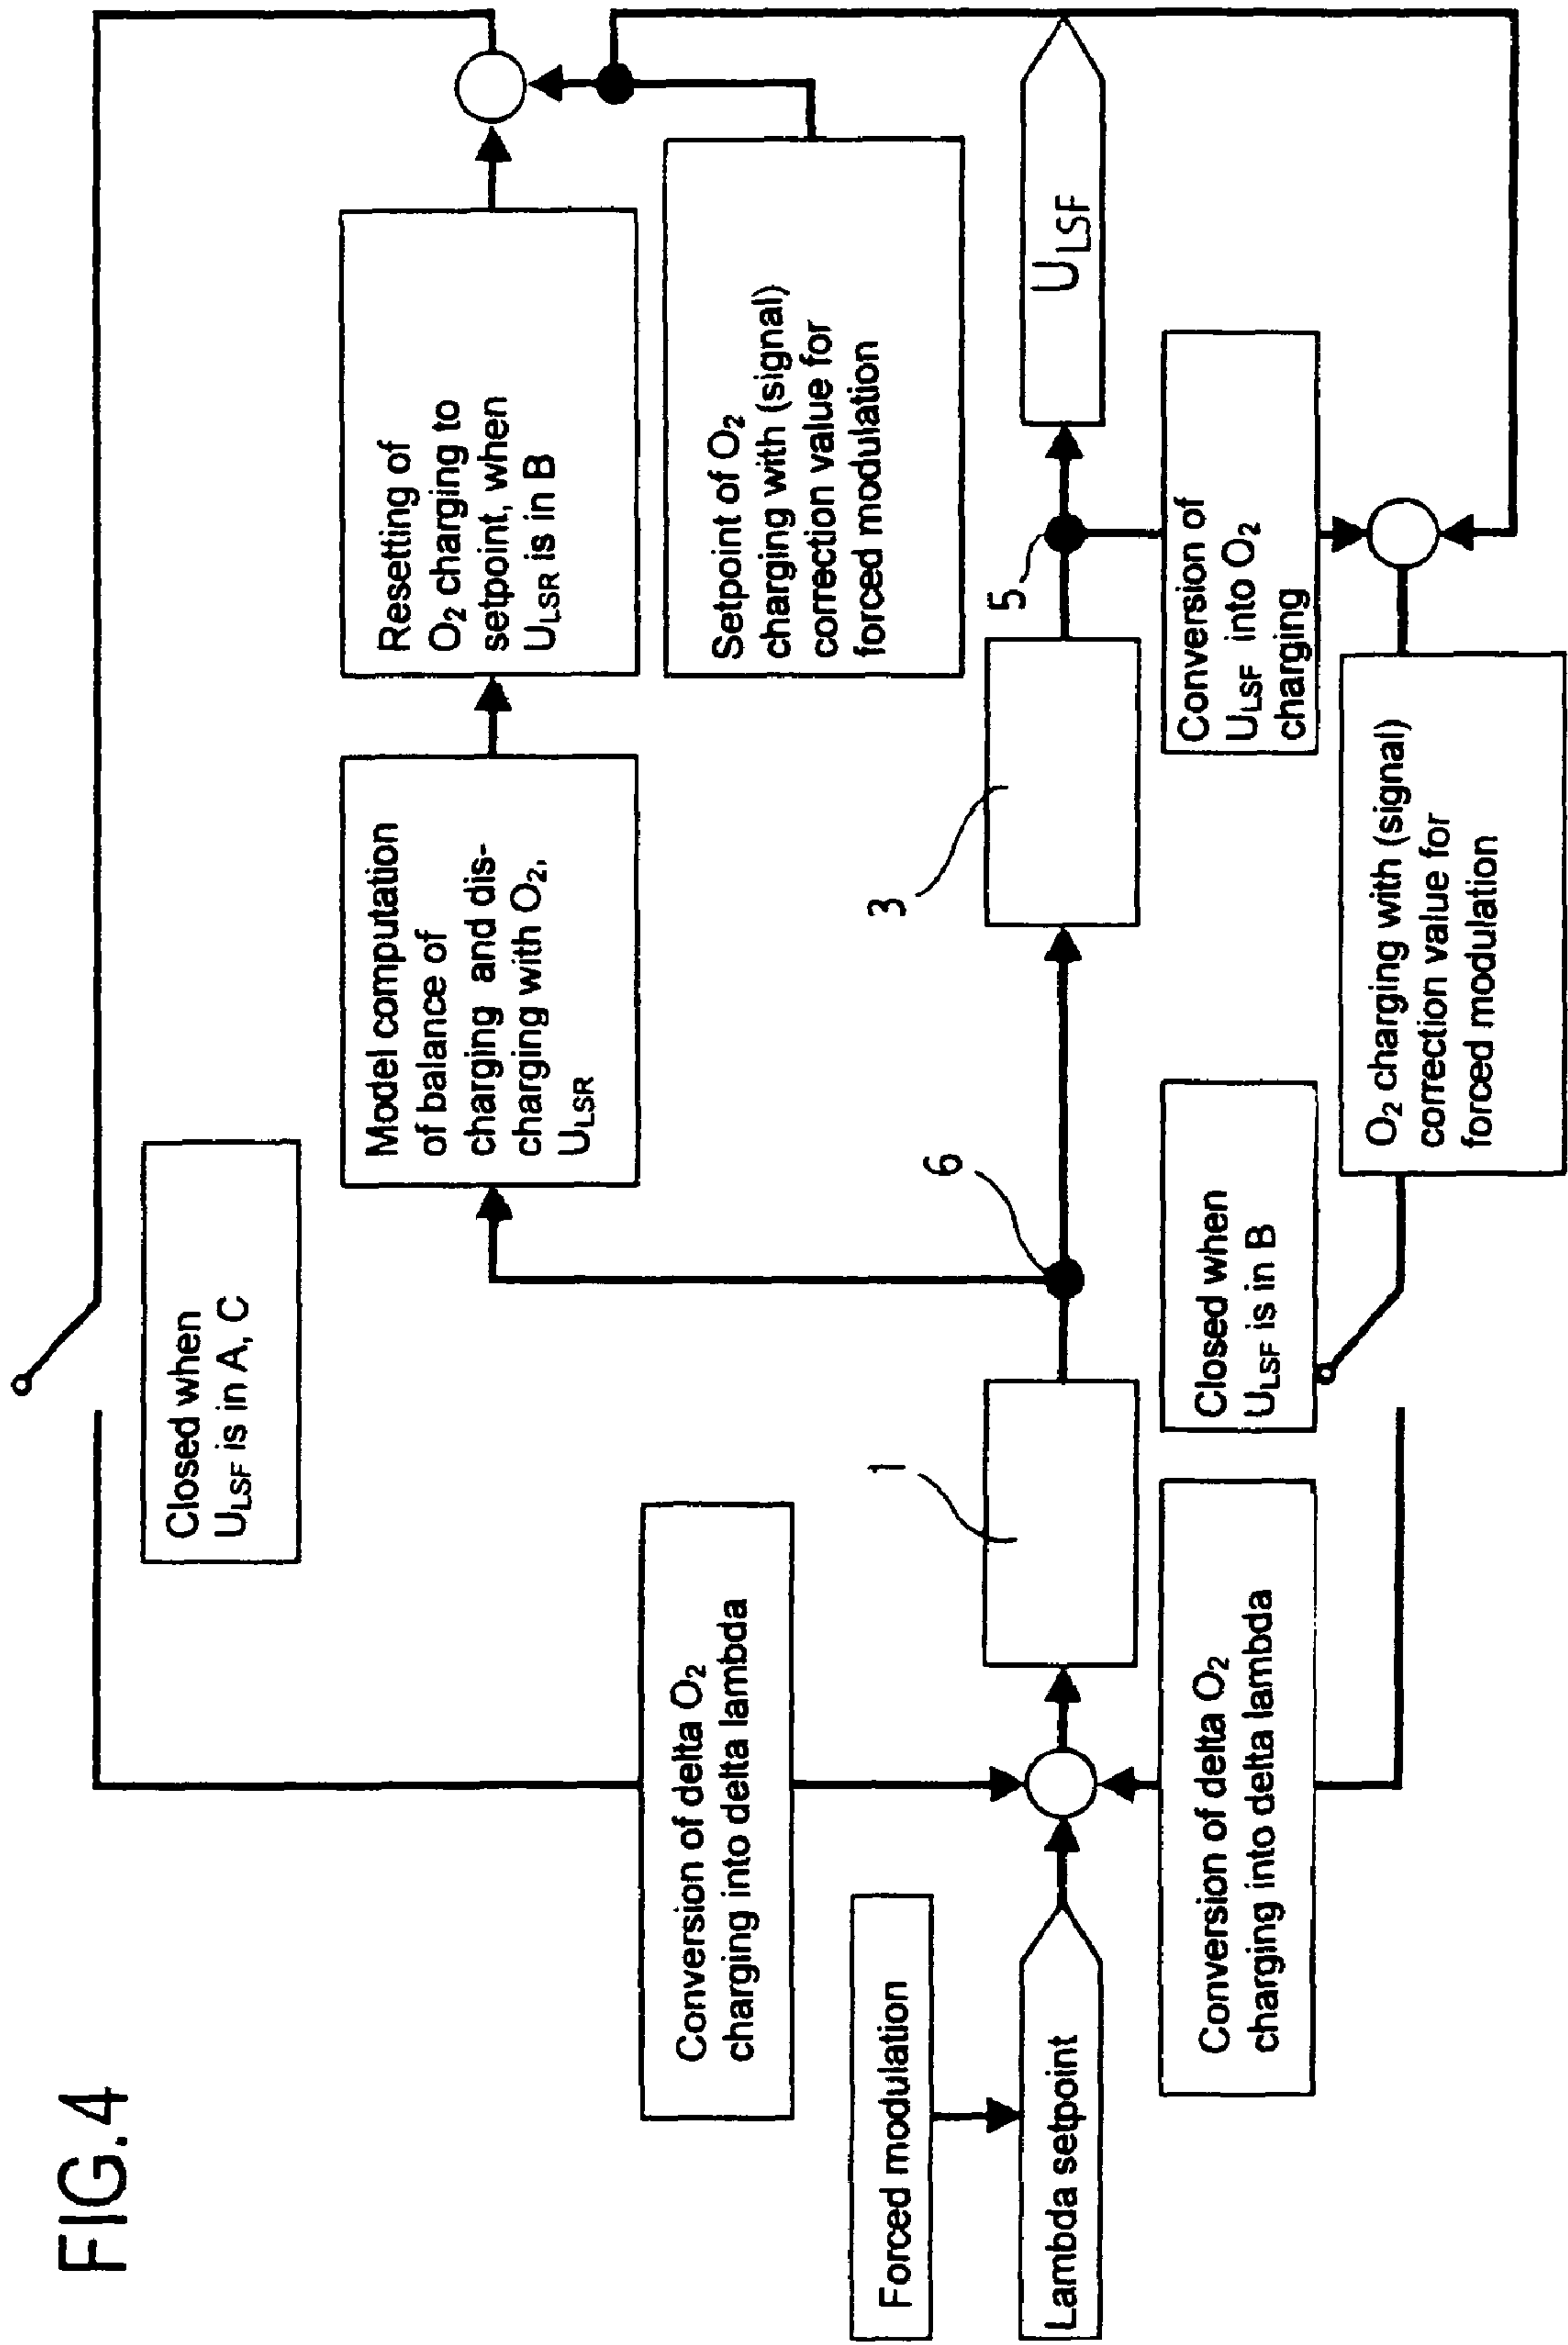 FIG.4
Closed when
U_LSF is in A, C
Model computation
of balance of
charging and dis-
charging with O₂,
U_LSR
Resetting of
O₂ charging to
setpoint, when
U_LSR is in B
Setpoint of O₂
charging with (signal)
correction value for
forced modulation
Conversion of delta O₂
charging into delta lambda
Forced modulation
Lambda setpoint
1
6
3
5
U_LSF
Conversion of delta O₂
charging into delta lambda
Closed when
U_LSF is in B
Conversion of
U_LSF into O₂
charging
O₂ charging with (signal)
correction value for
forced modulation